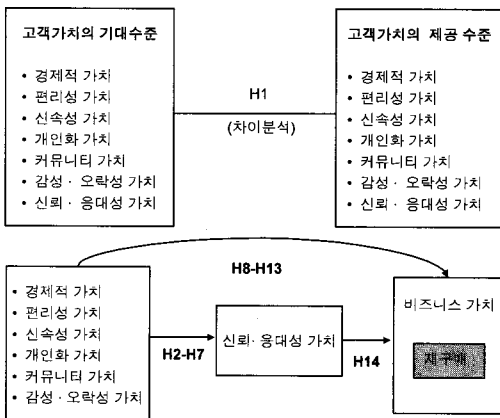 고객가치의 기대수준
• 경제적 가치
• 편리성 가치
• 신속성 가치
• 개인화 가치
• 커뮤니티 가치
• 감성· 오락성 가치
• 신뢰· 응대성 가치
H1
(차이분석)
고객가치의 제공 수준
• 경제적 가치
• 편리성 가치
• 신속성 가치
• 개인화 가치
• 커뮤니티 가치
• 감성· 오락성 가치
• 신뢰· 응대성 가치
H8-H13
• 경제적 가치
• 편리성 가치
• 신속성 가치
• 개인화 가치
• 커뮤니티 가치
• 감성· 오락성 가치
H2-H7
신뢰· 응대성 가치
H14
비즈니스 가치
재구매